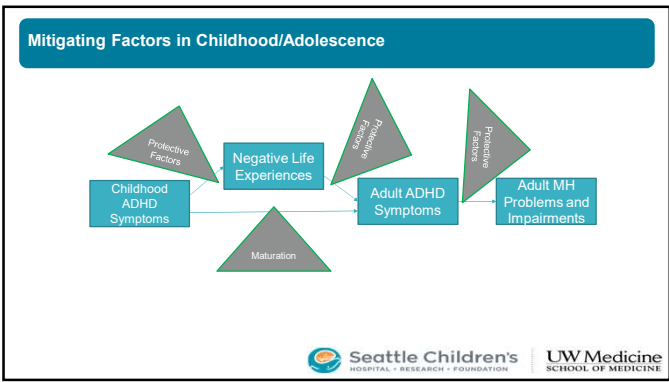 Mitigating Factors in Childhood/Adolescence
Protective
Factors
Negative Life
Experiences
Protective
Factors
Protective
Factors
Childhood
ADHD
Symptoms
Adult ADHD
Symptoms
Adult MH
Problems and
Impairments
Maturation
Seattle Children's
HOSPITAL • RESEARCH • FOUNDATION
UW Medicine
SCHOOL OF MEDICINE